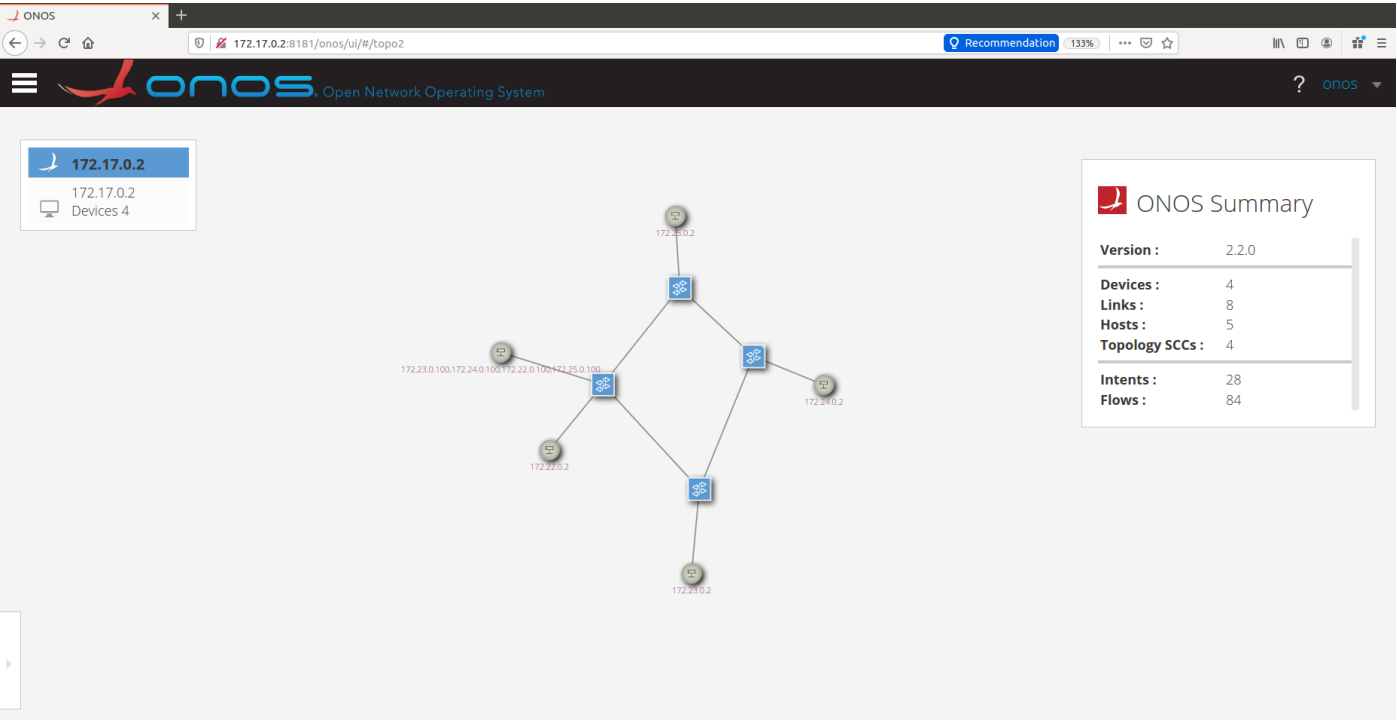 ONOS
172.17.0.2:8181/onos/ui/#/topo2
Recommendation
133%
onos. Open Network Operating System
? onos
172.17.0.2
172.17.0.2
Devices 4
ONOS Summary
Version : 2.2.0
Devices : 4
Links : 8
Hosts : 5
Topology SCCs : 4
Intents : 28
Flows : 84
172.25.0.2
172.23.0.100,172.24.0.100,172.22.0.100,172.25.0.100
172.24.0.2
172.22.0.2
172.23.0.2